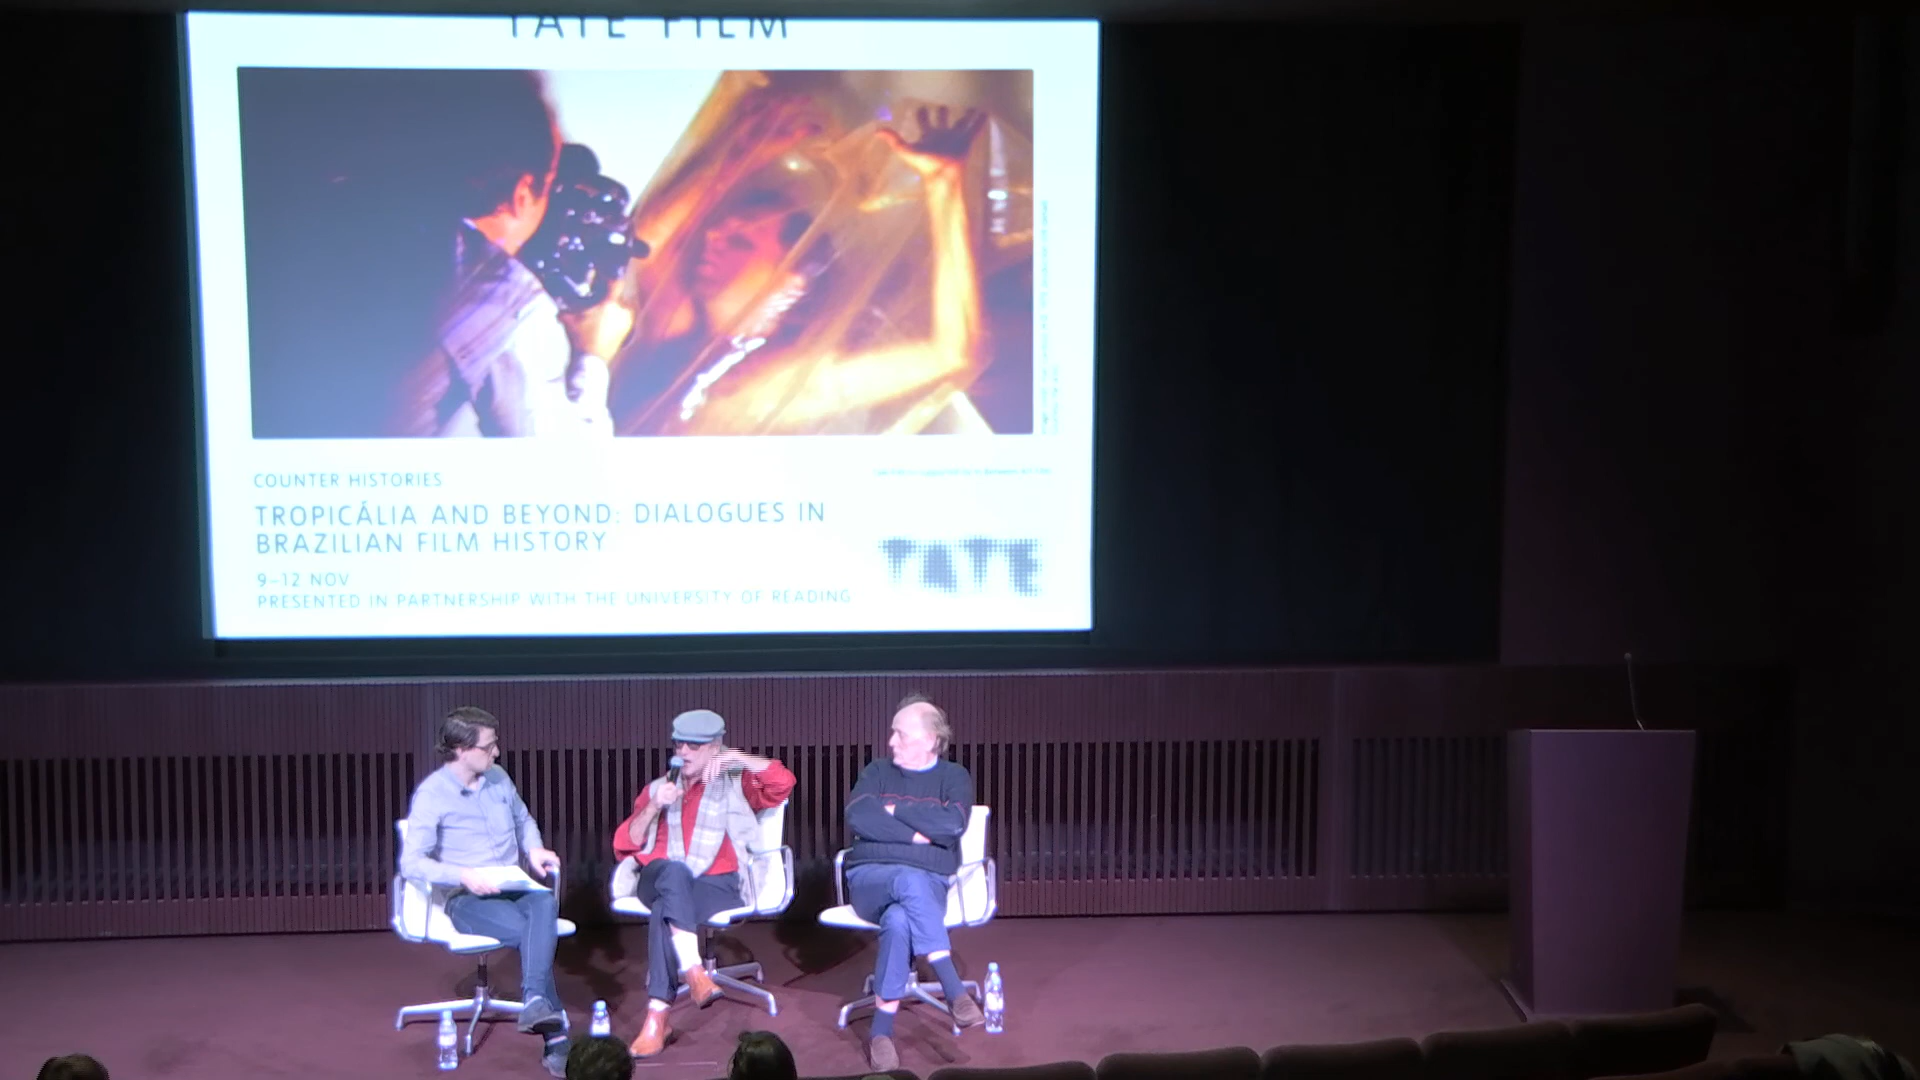 TATE FILM
COUNTER HISTORIES
TROPICÁLIA AND BEYOND: DIALOGUES IN
BRAZILIAN FILM HISTORY
9–12 NOV
PRESENTED IN PARTNERSHIP WITH THE UNIVERSITY OF READING
TATE